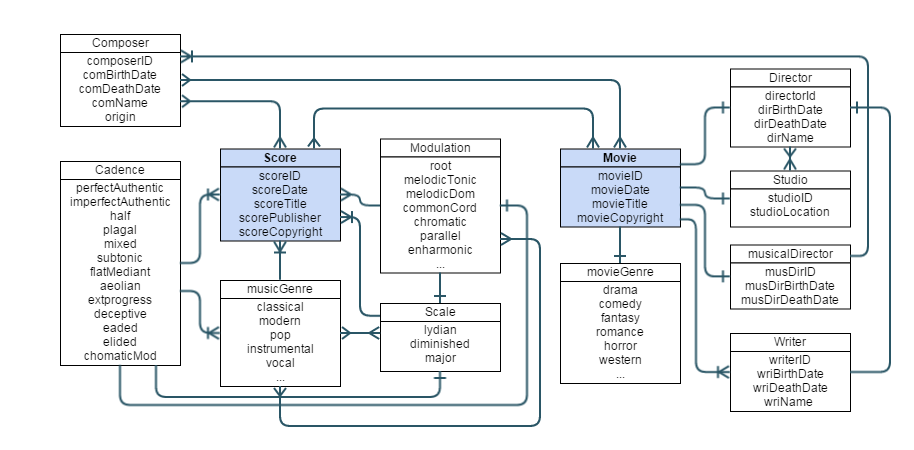 Composer
composerID
comBirthDate
comDeathDate
comName
origin
Cadence
perfectAuthentic
imperfectAuthentic
half
plagal
mixed
subtonic
flatMediant
aeolian
extprogress
deceptive
eaded
elided
chomaticMod
Score
scoreID
scoreDate
scoreTitle
scorePublisher
scoreCopyright
musicGenre
classical
modern
pop
instrumental
vocal
...
Modulation
root
melodicTonic
melodicDom
commonCord
chromatic
parallel
enharmonic
...
Scale
lydian
diminished
major
Movie
movieID
movieDate
movieTitle
movieCopyright
movieGenre
drama
comedy
fantasy
romance
horror
western
...
Director
directorId
dirBirthDate
dirDeathDate
dirName
Studio
studioID
studioLocation
musicalDirector
musDirID
musDirBirthDate
musDirDeathDate
Writer
writerID
wriBirthDate
wriDeathDate
wriName